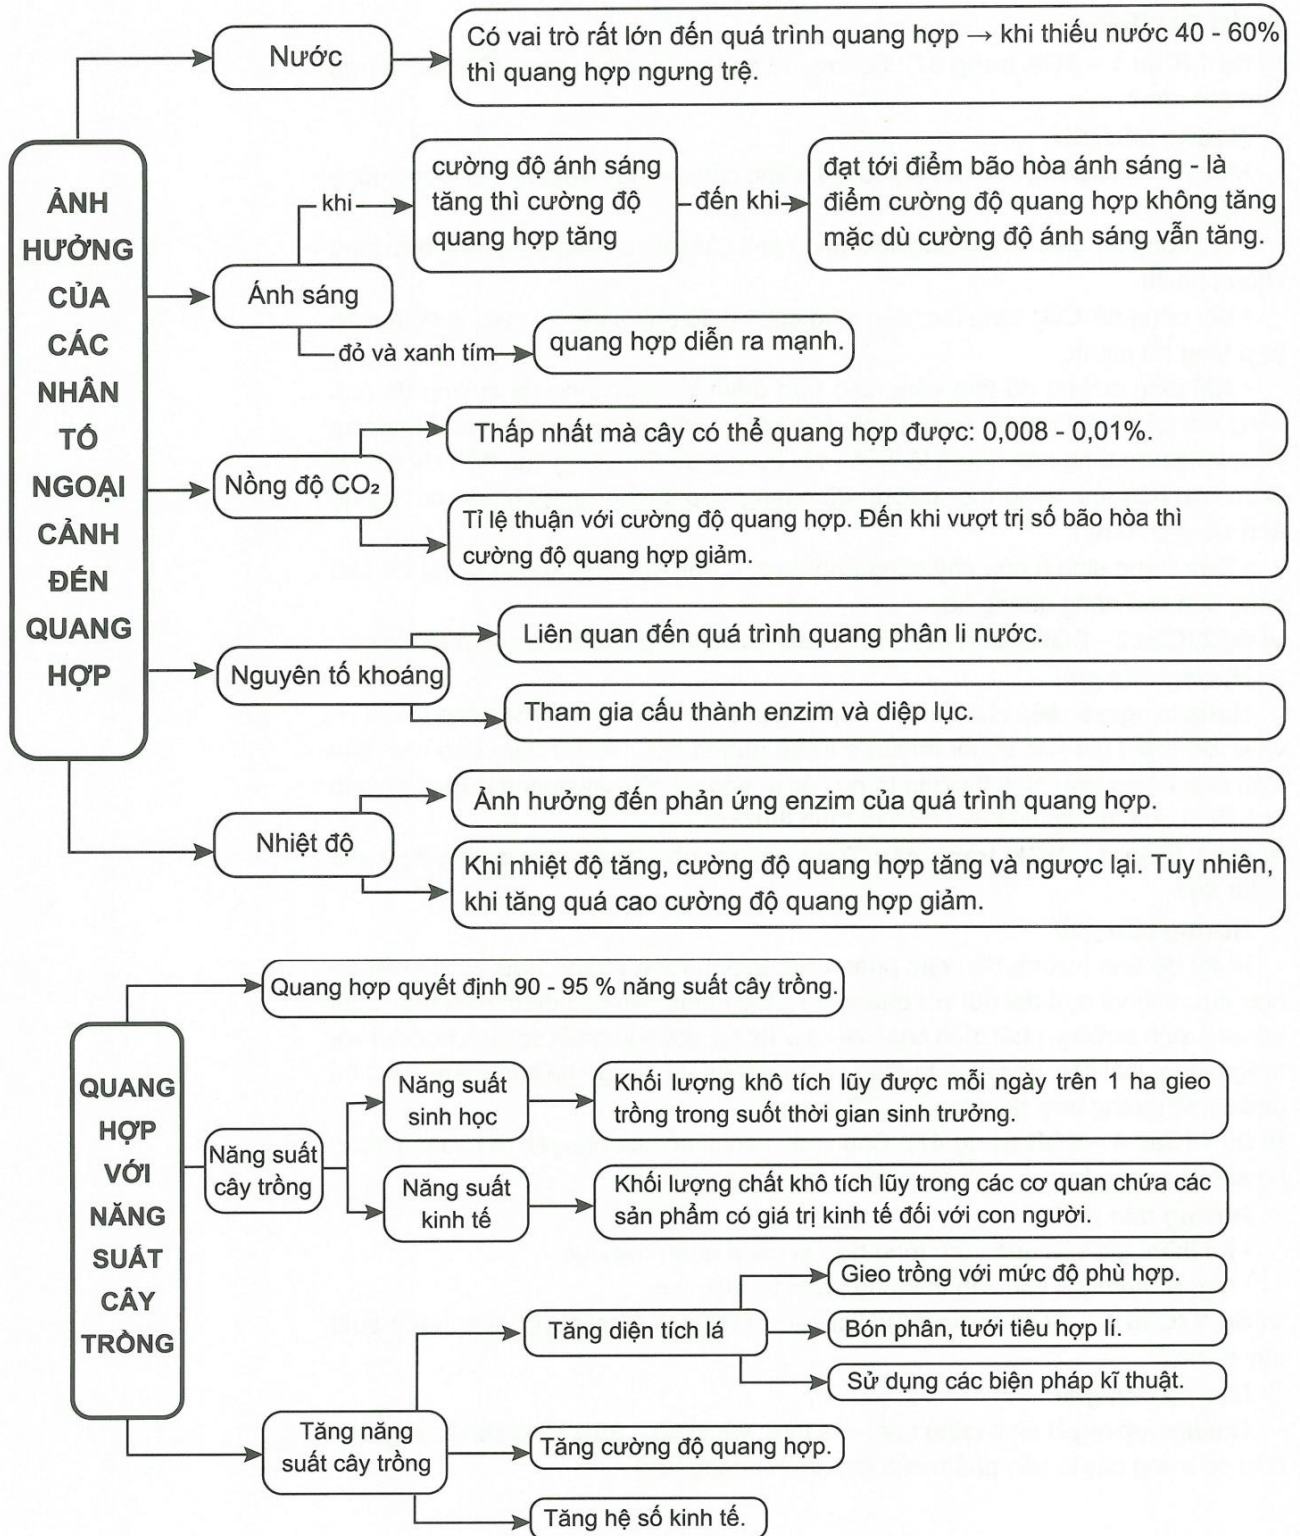 Nước
Có vai trò rất lớn đến quá trình quang hợp → khi thiếu nước 40 - 60%
thì quang hợp ngưng trệ.
ẢNH
HƯỞNG
CỦA
CÁC
NHÂN
TỐ
NGOẠI
CẢNH
ĐẾN
QUANG
HỢP
khi
cường độ ánh sáng
tăng thì cường độ
quang hợp tăng
đến khi
đạt tới điểm bão hòa ánh sáng - là
điểm cường độ quang hợp không tăng
mặc dù cường độ ánh sáng vẫn tăng.
Ánh sáng
đỏ và xanh tím
quang hợp diễn ra mạnh.
Nồng độ CO₂
Thấp nhất mà cây có thể quang hợp được: 0,008 - 0,01%.
Tỉ lệ thuận với cường độ quang hợp. Đến khi vượt trị số bão hòa thì
cường độ quang hợp giảm.
Nguyên tố khoáng
Liên quan đến quá trình quang phân li nước.
Tham gia cấu thành enzim và diệp lục.
Nhiệt độ
Ảnh hưởng đến phản ứng enzim của quá trình quang hợp.
Khi nhiệt độ tăng, cường độ quang hợp tăng và ngược lại. Tuy nhiên,
khi tăng quá cao cường độ quang hợp giảm.
Quang hợp quyết định 90 - 95 % năng suất cây trồng.
QUANG
HỢP
VỚI
NĂNG
SUẤT
CÂY
TRỒNG
Năng suất
cây trồng
Năng suất
sinh học
Khối lượng khô tích lũy được mỗi ngày trên 1 ha gieo
trồng trong suốt thời gian sinh trưởng.
Năng suất
kinh tế
Khối lượng chất khô tích lũy trong các cơ quan chứa các
sản phẩm có giá trị kinh tế đối với con người.
Tăng năng
suất cây trồng
Tăng diện tích lá
Gieo trồng với mức độ phù hợp.
Bón phân, tưới tiêu hợp lí.
Sử dụng các biện pháp kĩ thuật.
Tăng cường độ quang hợp.
Tăng hệ số kinh tế.